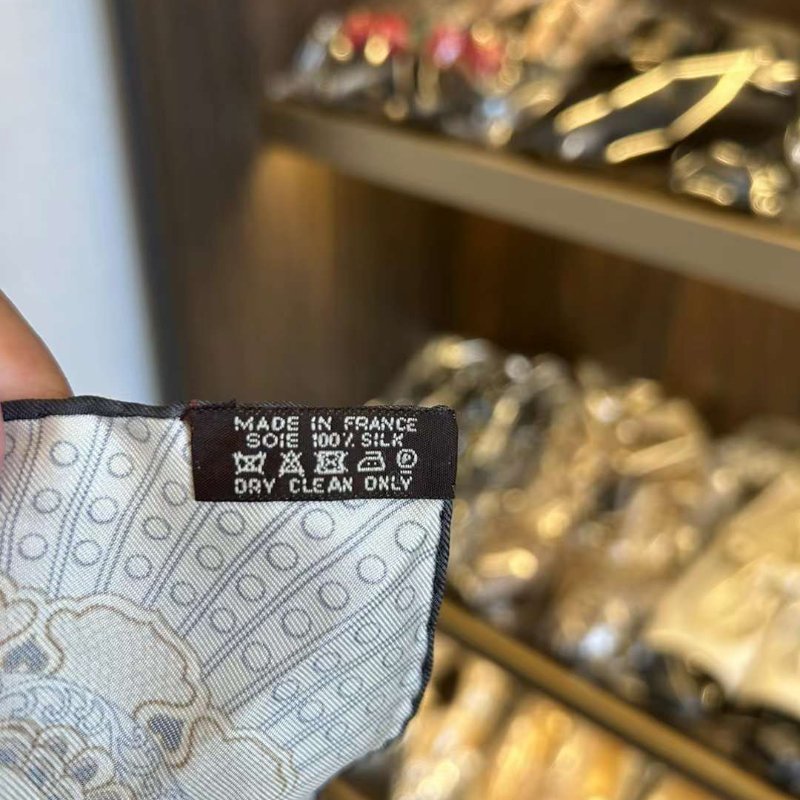 MADE IN FRANCE
SOIE 100% SILK
DRY CLEAN ONLY